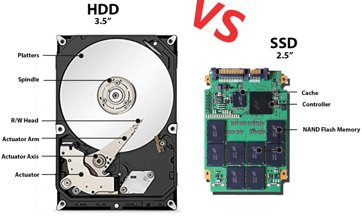 HDD
3.5"
VS
SSD
2.5"
Platters
Spindle
R/W Head
Actuator Arm
Actuator Axis
Actuator
Cache
Controller
NAND Flash Memory